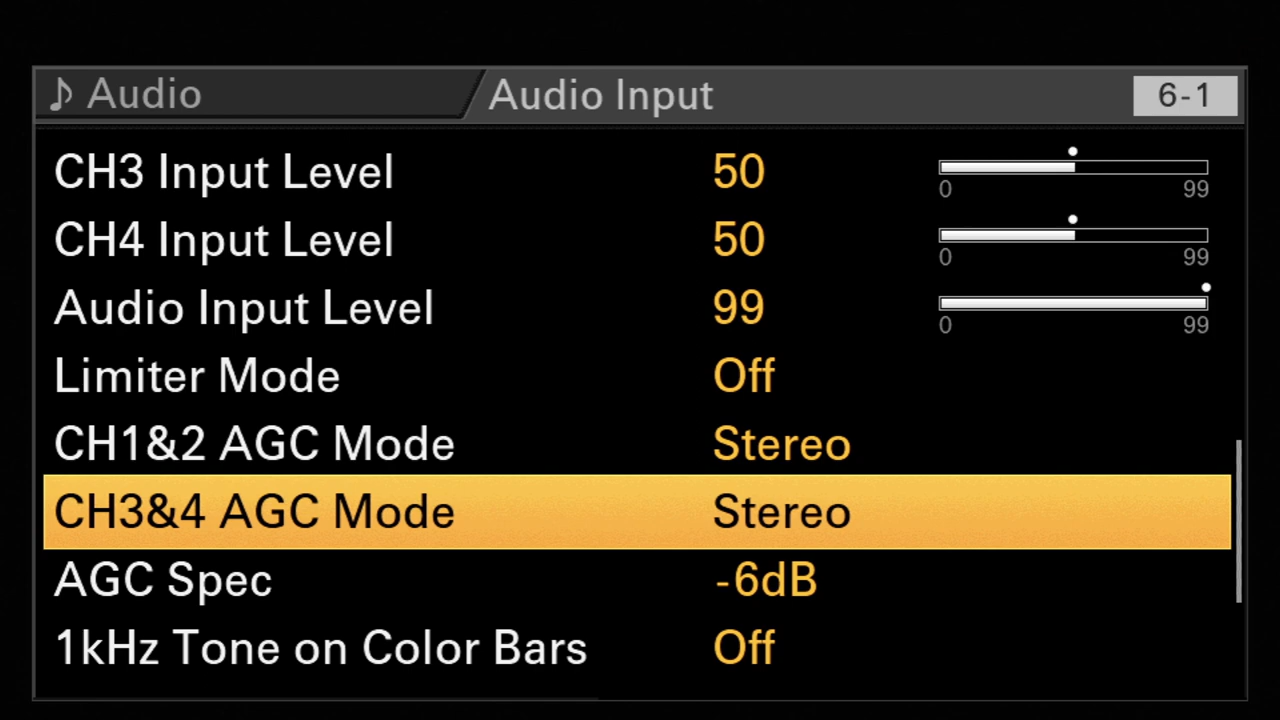 ♪ Audio Audio Input 6-1
CH3 Input Level 50 0 99
CH4 Input Level 50 0 99
Audio Input Level 99 0 99
Limiter Mode Off
CH1&2 AGC Mode Stereo
CH3&4 AGC Mode Stereo
AGC Spec -6dB
1kHz Tone on Color Bars Off